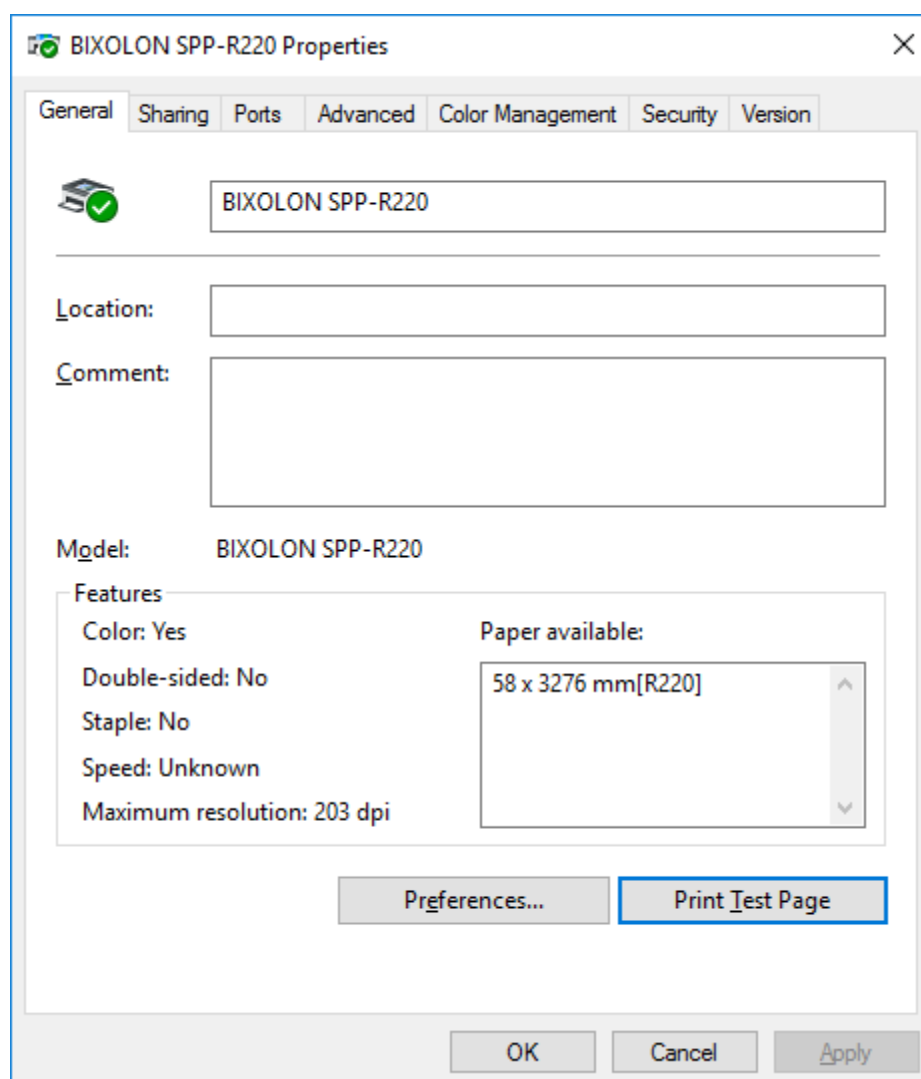 BIXOLON SPP-R220 Properties
General Sharing Ports Advanced Color Management Security Version
BIXOLON SPP-R220
Location:
Comment:
Model: BIXOLON SPP-R220
Features
Color: Yes
Double-sided: No
Staple: No
Speed: Unknown
Maximum resolution: 203 dpi
Paper available:
58 x 3276 mm[R220]
Preferences...
Print Test Page
OK
Cancel
Apply